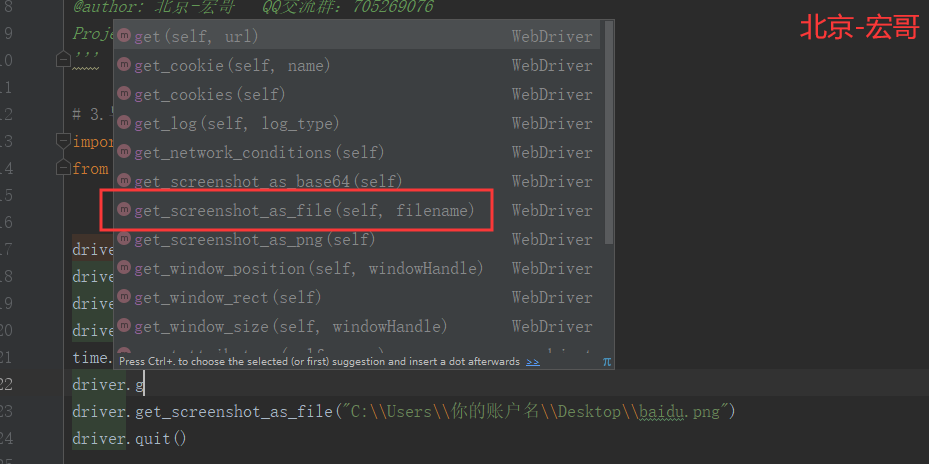 8 @author: 北京-宏哥 QQ交流群：705269076
北京-宏哥
9 Proje
10 '''
11
12 # 3.
13 impor
14 from
15
16
17 drive
18 drive
19 drive
20 drive
21 time.
get(self, url) WebDriver
get_cookie(self, name) WebDriver
get_cookies(self) WebDriver
get_log(self, log_type) WebDriver
get_network_conditions(self) WebDriver
get_screenshot_as_base64(self) WebDriver
get_screenshot_as_file(self, filename) WebDriver
get_screenshot_as_png(self) WebDriver
get_window_position(self, windowHandle) WebDriver
get_window_rect(self) WebDriver
get_window_size(self, windowHandle) WebDriver
Press Ctrl+. to choose the selected (or first) suggestion and insert a dot afterwards >> π
22 driver.g
23 driver.get_screenshot_as_file("C:\\Users\\你的账户名\\Desktop\\baidu.png")
24 driver.quit()